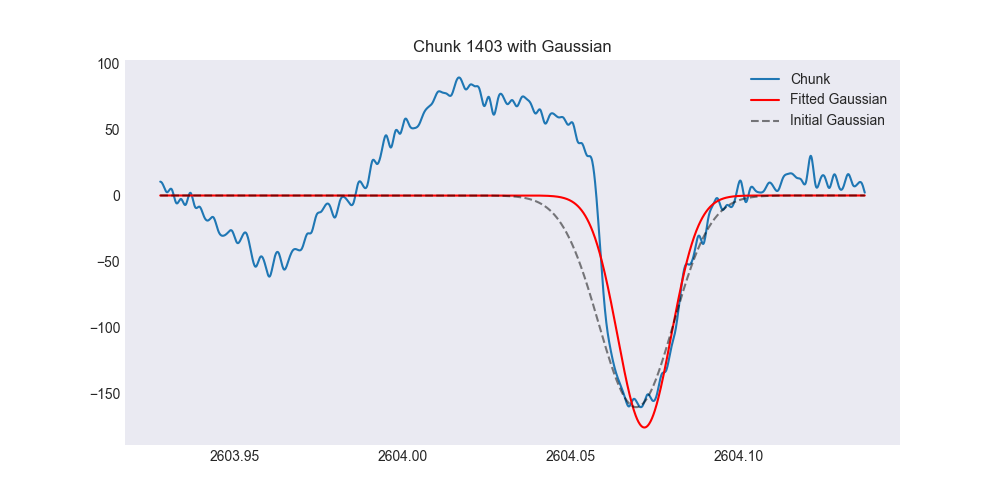 Chunk 1403 with Gaussian
100
50
0
−50
−100
−150
Chunk
Fitted Gaussian
Initial Gaussian
2603.95 2604.00 2604.05 2604.10